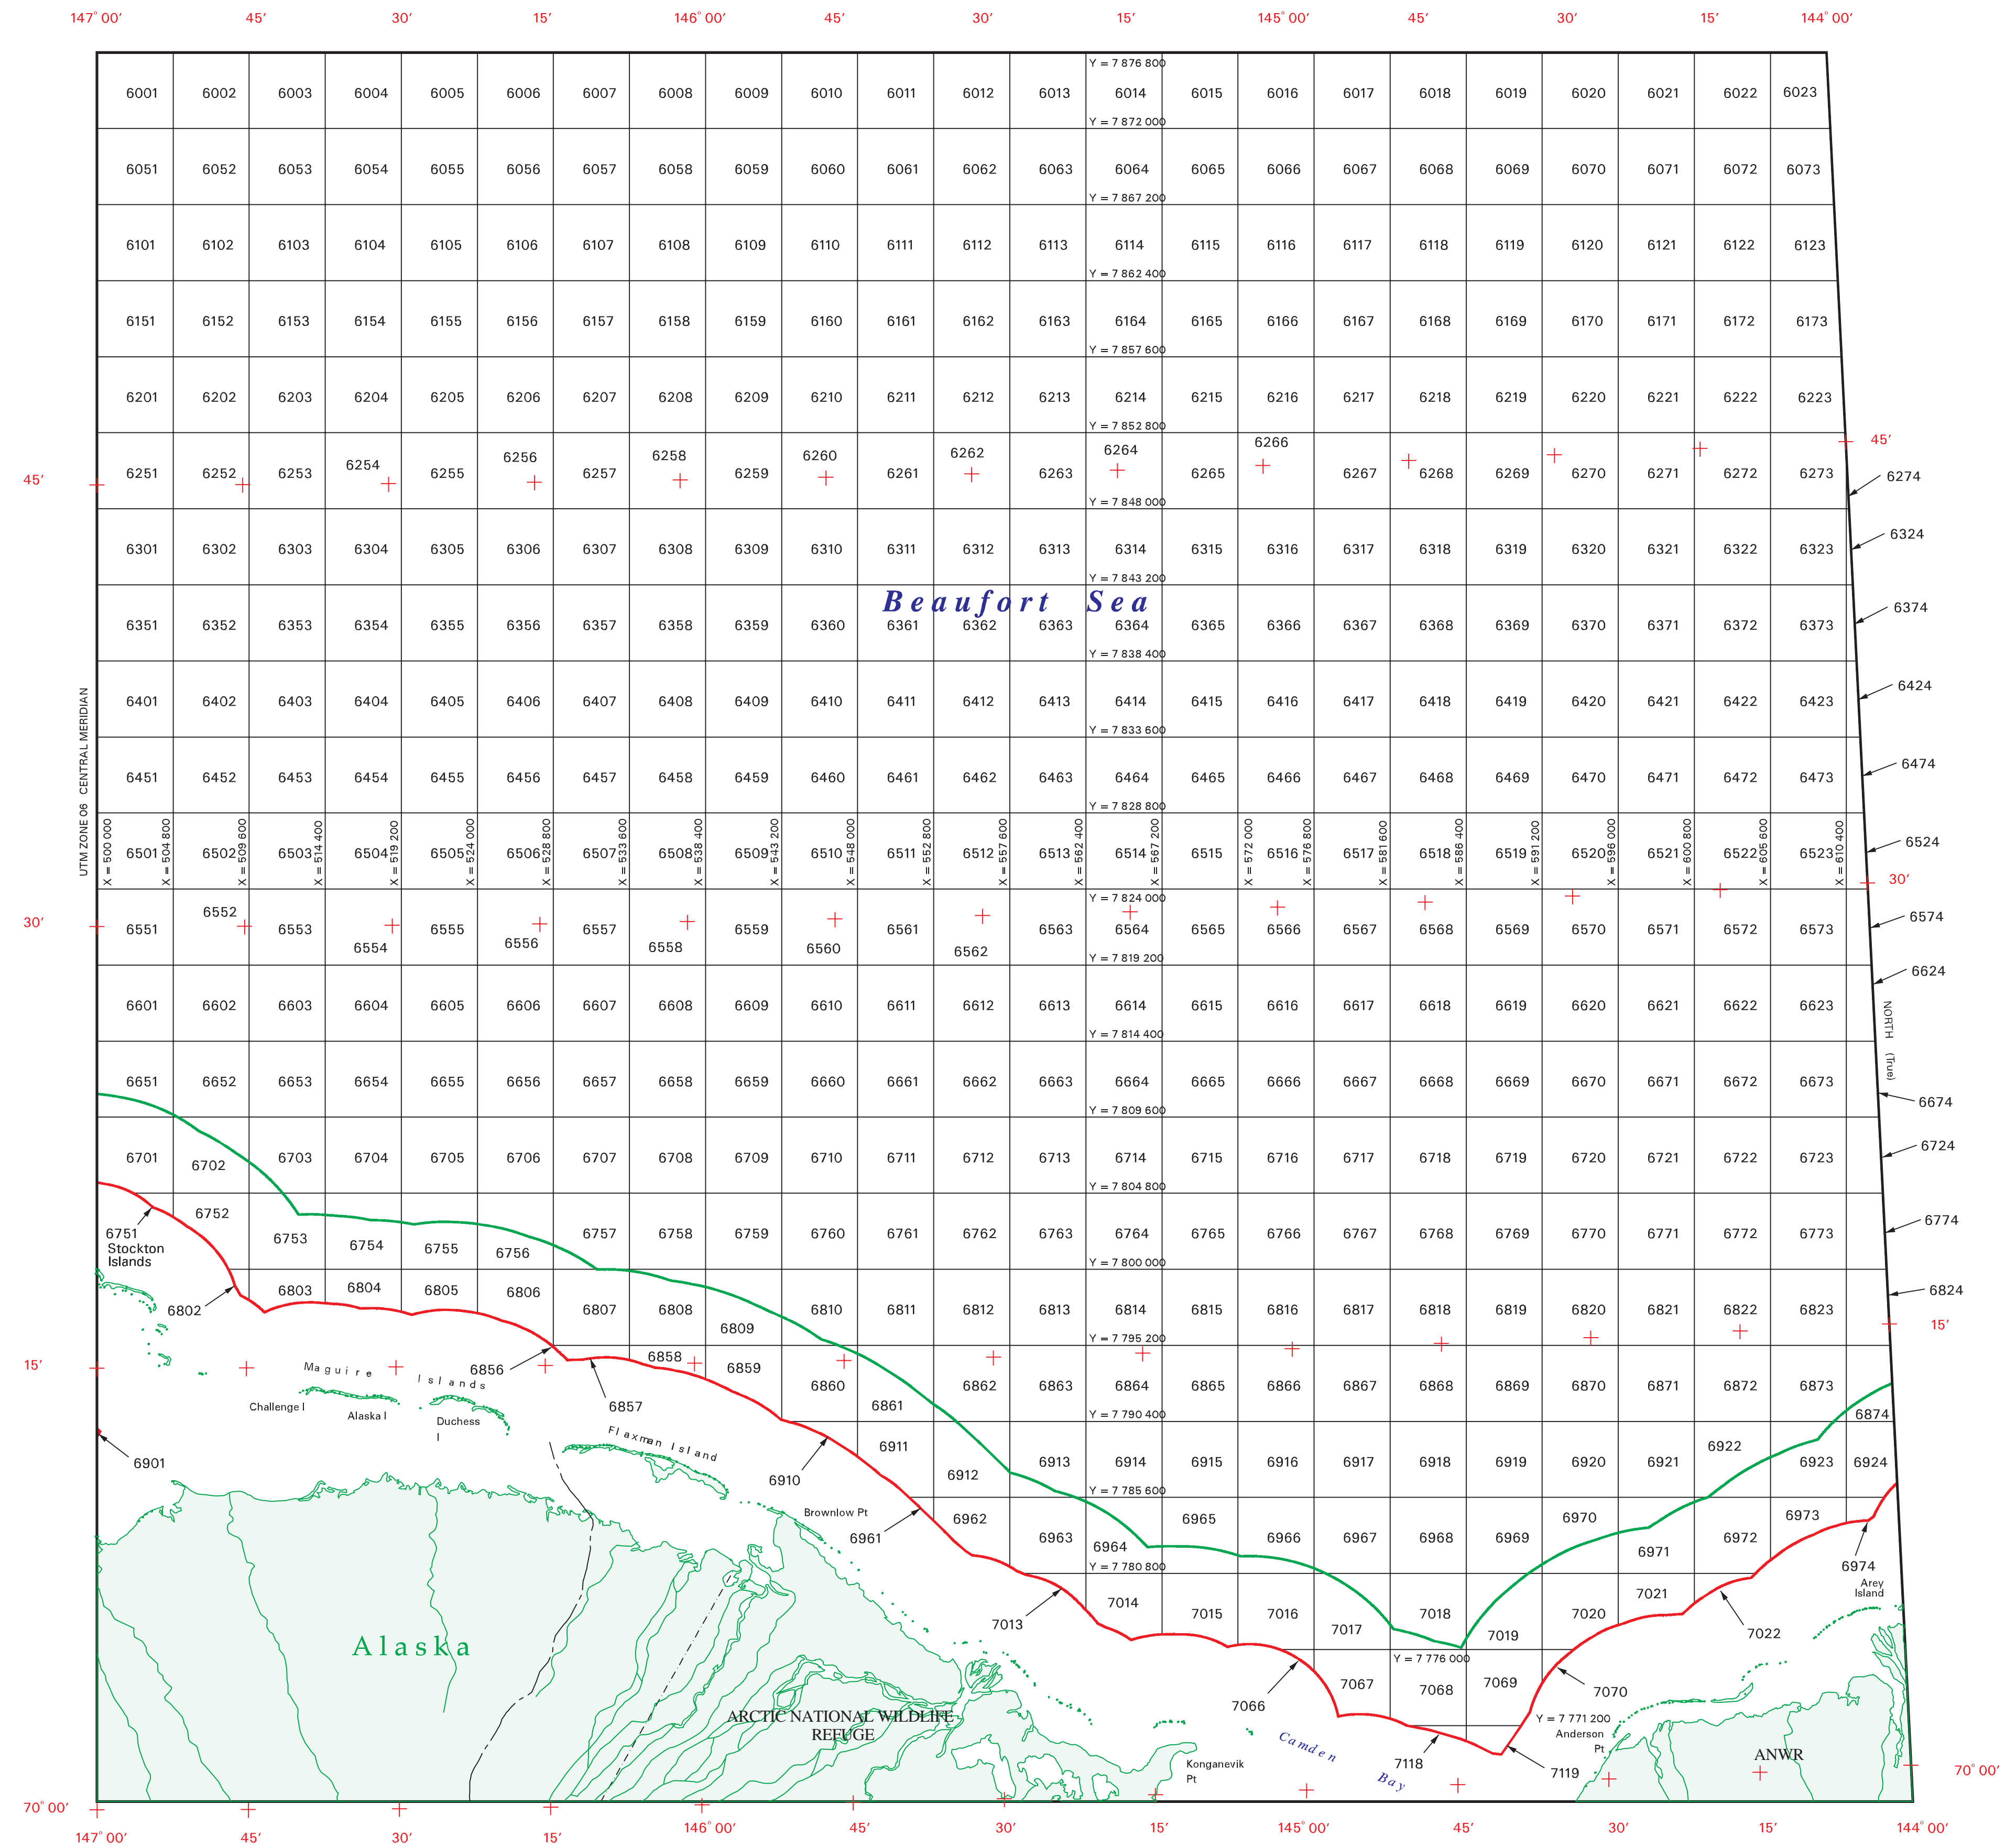 147° 00′ 45′ 30′ 15′ 146° 00′ 45′ 30′ 15′ 145° 00′ 45′ 30′ 15′ 144° 00′
Y = 7 876 800
6001 6002 6003 6004 6005 6006 6007 6008 6009 6010 6011 6012 6013 6014 6015 6016 6017 6018 6019 6020 6021 6022 6023
Y = 7 872 000
6051 6052 6053 6054 6055 6056 6057 6058 6059 6060 6061 6062 6063 6064 6065 6066 6067 6068 6069 6070 6071 6072 6073
Y = 7 867 200
6101 6102 6103 6104 6105 6106 6107 6108 6109 6110 6111 6112 6113 6114 6115 6116 6117 6118 6119 6120 6121 6122 6123
Y = 7 862 400
6151 6152 6153 6154 6155 6156 6157 6158 6159 6160 6161 6162 6163 6164 6165 6166 6167 6168 6169 6170 6171 6172 6173
Y = 7 857 600
6201 6202 6203 6204 6205 6206 6207 6208 6209 6210 6211 6212 6213 6214 6215 6216 6217 6218 6219 6220 6221 6222 6223
Y = 7 852 800
45′ 6251 6252 6253 6254 6255 6256 6257 6258 6259 6260 6261 6262 6263 6264 6265 6266 6267 6268 6269 6270 6271 6272 6273 45′
6274
Y = 7 848 000
6301 6302 6303 6304 6305 6306 6307 6308 6309 6310 6311 6312 6313 6314 6315 6316 6317 6318 6319 6320 6321 6322 6323 6324
Y = 7 843 200
Beaufort Sea
6351 6352 6353 6354 6355 6356 6357 6358 6359 6360 6361 6362 6363 6364 6365 6366 6367 6368 6369 6370 6371 6372 6373 6374
Y = 7 838 400
6401 6402 6403 6404 6405 6406 6407 6408 6409 6410 6411 6412 6413 6414 6415 6416 6417 6418 6419 6420 6421 6422 6423 6424
Y = 7 833 600
6451 6452 6453 6454 6455 6456 6457 6458 6459 6460 6461 6462 6463 6464 6465 6466 6467 6468 6469 6470 6471 6472 6473 6474
Y = 7 828 800
UTM ZONE 06 CENTRAL MERIDIAN
X = 500 000 X = 504 800 X = 509 600 X = 514 400 X = 519 200 X = 524 000 X = 528 800 X = 533 600 X = 538 400 X = 543 200 X = 548 000 X = 552 800 X = 557 600 X = 562 400 X = 567 200 X = 572 000 X = 576 800 X = 581 600 X = 586 400 X = 591 200 X = 596 000 X = 600 800 X = 605 600 X = 610 400
6501 6502 6503 6504 6505 6506 6507 6508 6509 6510 6511 6512 6513 6514 6515 6516 6517 6518 6519 6520 6521 6522 6523 6524
30′
Y = 7 824 000
30′ 6551 6552 6553 6554 6555 6556 6557 6558 6559 6560 6561 6562 6563 6564 6565 6566 6567 6568 6569 6570 6571 6572 6573 6574
Y = 7 819 200
6601 6602 6603 6604 6605 6606 6607 6608 6609 6610 6611 6612 6613 6614 6615 6616 6617 6618 6619 6620 6621 6622 6623 6624
NORTH (True)
Y = 7 814 400
6651 6652 6653 6654 6655 6656 6657 6658 6659 6660 6661 6662 6663 6664 6665 6666 6667 6668 6669 6670 6671 6672 6673 6674
Y = 7 809 600
6701 6702 6703 6704 6705 6706 6707 6708 6709 6710 6711 6712 6713 6714 6715 6716 6717 6718 6719 6720 6721 6722 6723 6724
Y = 7 804 800
6751 6752 6753 6754 6755 6756 6757 6758 6759 6760 6761 6762 6763 6764 6765 6766 6767 6768 6769 6770 6771 6772 6773 6774
Stockton
Islands
Y = 7 800 000
6802 6803 6804 6805 6806 6807 6808 6809 6810 6811 6812 6813 6814 6815 6816 6817 6818 6819 6820 6821 6822 6823 6824
Y = 7 795 200
15′ 15′
6856 6857 6858 6859 6860 6861 6862 6863 6864 6865 6866 6867 6868 6869 6870 6871 6872 6873 6874
Maguire Islands
Challenge I
Alaska I
Duchess
I
Y = 7 790 400
Flaxman Island
6901 6910 6911 6912 6913 6914 6915 6916 6917 6918 6919 6920 6921 6922 6923 6924
Y = 7 785 600
Brownlow Pt
6961 6962 6963 6964 6965 6966 6967 6968 6969 6970 6971 6972 6973 6974
Y = 7 780 800
Arey
Island
7013 7014 7015 7016 7017 7018 7019 7020 7021 7022
Alaska
Y = 7 776 000
7066 7067 7068 7069 7070
ARCTIC NATIONAL WILDLIFE
REFUGE
Y = 7 771 200
Anderson
Pt
Camden Bay
7118 7119
Konganevik
Pt
ANWR
70° 00′ 70° 00′
147° 00′ 45′ 30′ 15′ 146° 00′ 45′ 30′ 15′ 145° 00′ 45′ 30′ 15′ 144° 00′